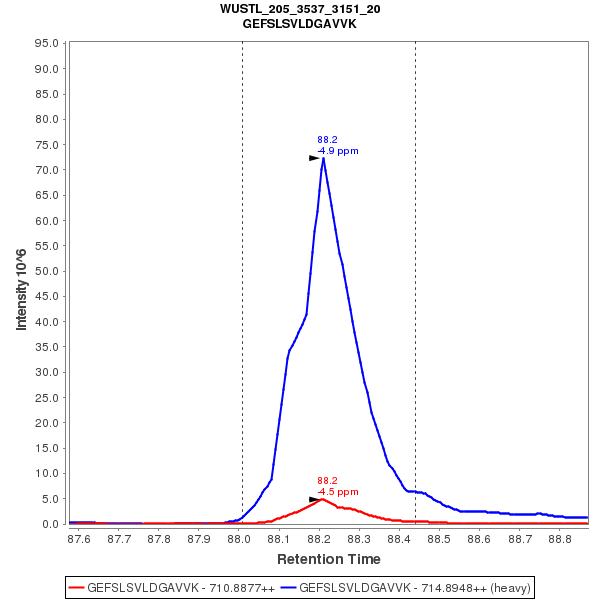 WUSTL_205_3537_3151_20
GEFSLSVLDGAVVK
95.0
90.0
85.0
80.0
75.0
70.0
65.0
60.0
55.0
50.0
45.0
40.0
35.0
30.0
25.0
20.0
15.0
10.0
5.0
0.0
Intensity 10^6
88.2
-4.9 ppm
88.2
-4.5 ppm
87.6 87.7 87.8 87.9 88.0 88.1 88.2 88.3 88.4 88.5 88.6 88.7 88.8
Retention Time
GEFSLSVLDGAVVK - 710.8877++ GEFSLSVLDGAVVK - 714.8948++ (heavy)